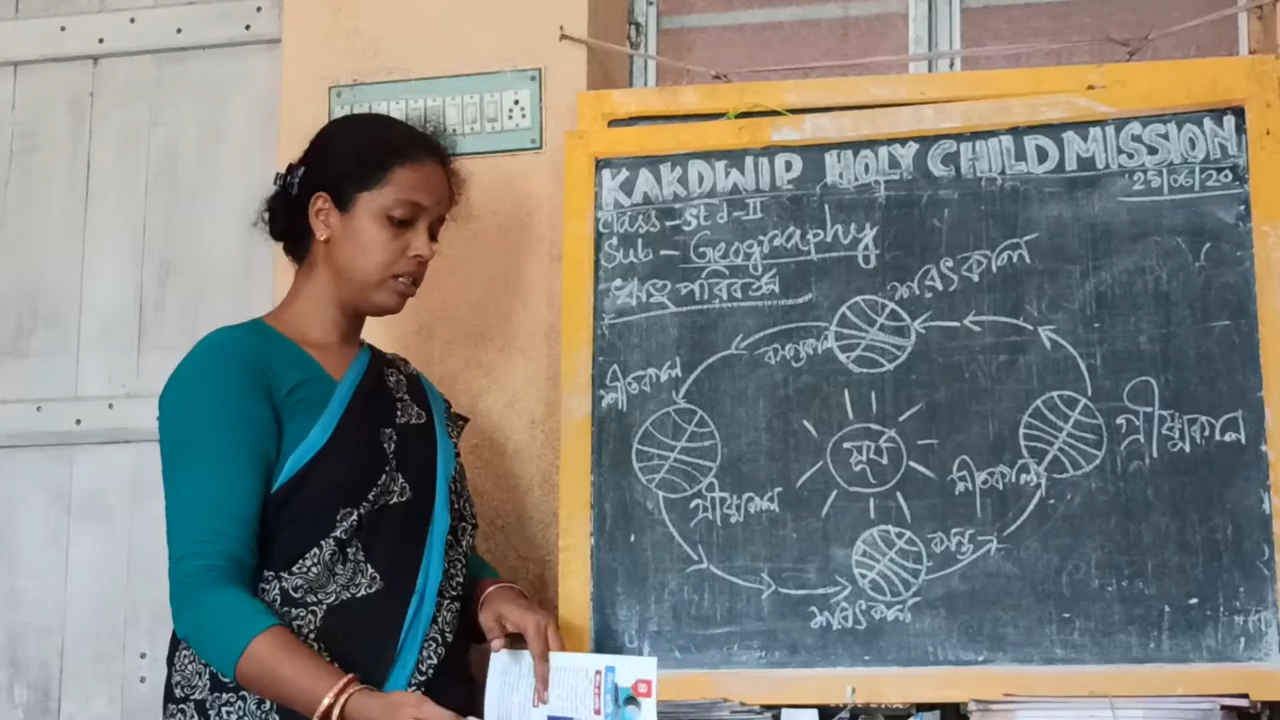 KAKDWIP HOLY CHILD MISSION
25/06/20
Class-std-II
Sub- Geography
ঋতু পরিবর্তন
শরৎকাল
বসন্তকাল
শীতকাল
গ্রীষ্মকাল
সূর্য
শীতকাল
গ্রীষ্মকাল
বসন্ত
শরৎকাল